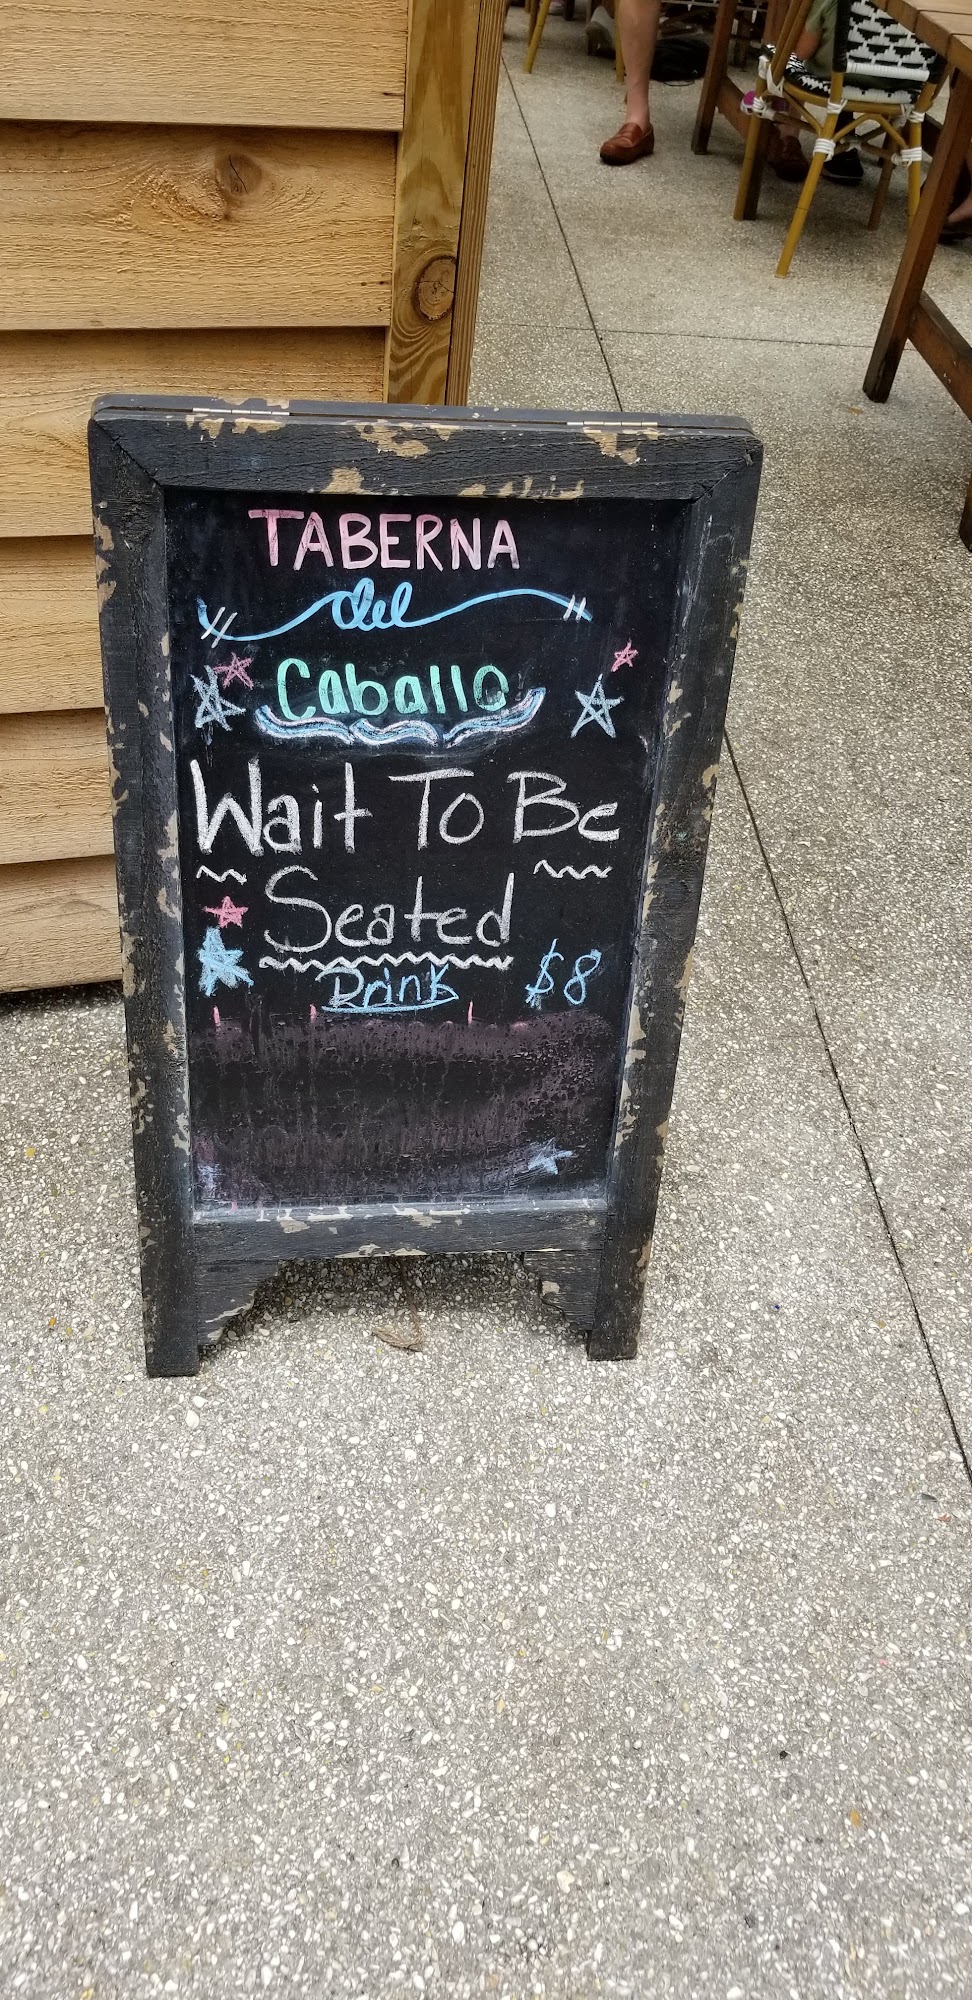 TABERNA
del
Caballo
Wait To Be
Seated
Drink $8